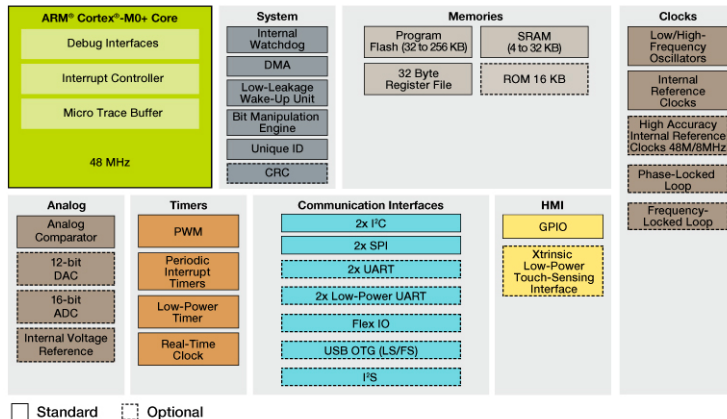 ARM® Cortex®-M0+ Core
Debug Interfaces
Interrupt Controller
Micro Trace Buffer
48 MHz
System
Internal
Watchdog
DMA
Low-Leakage
Wake-Up Unit
Bit Manipulation
Engine
Unique ID
CRC
Memories
Program
Flash (32 to 256 KB)
SRAM
(4 to 32 KB)
32 Byte
Register File
ROM 16 KB
Clocks
Low/High-
Frequency
Oscillators
Internal
Reference
Clocks
High Accuracy
Internal Reference
Clocks 48M/8MHz
Phase-Locked
Loop
Frequency-
Locked Loop
Analog
Analog
Comparator
12-bit
DAC
16-bit
ADC
Internal Voltage
Reference
Timers
PWM
Periodic
Interrupt
Timers
Low-Power
Timer
Real-Time
Clock
Communication Interfaces
2x I²C
2x SPI
2x UART
2x Low-Power UART
Flex IO
USB OTG (LS/FS)
I²S
HMI
GPIO
Xtrinsic
Low-Power
Touch-Sensing
Interface
Standard
Optional